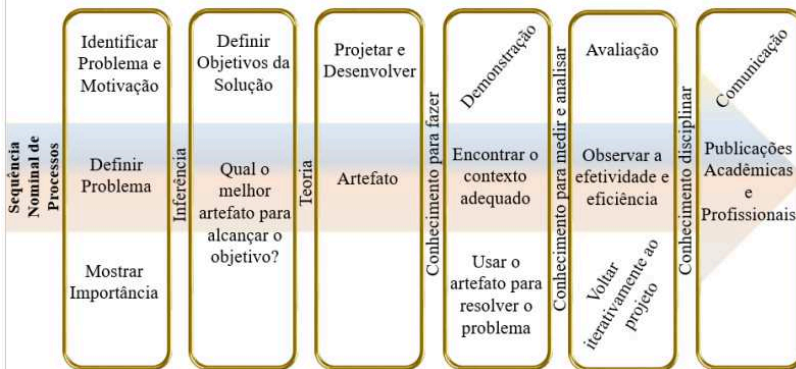 Sequência
Nominal de
Processos
Identificar
Problema e
Motivação
Definir
Problema
Mostrar
Importância
Inferência
Definir
Objetivos da
Solução
Qual o
melhor
artefato para
alcançar o
objetivo?
Teoria
Projetar e
Desenvolver
Artefato
Conhecimento para fazer
Demonstração
Encontrar o
contexto
adequado
Usar o
artefato para
resolver o
problema
Conhecimento para medir e analisar
Avaliação
Observar a
efetividade e
eficiência
Voltar
iterativamente ao
projeto
Conhecimento disciplinar
Comunicação
Publicações
Acadêmicas
e
Profissionais